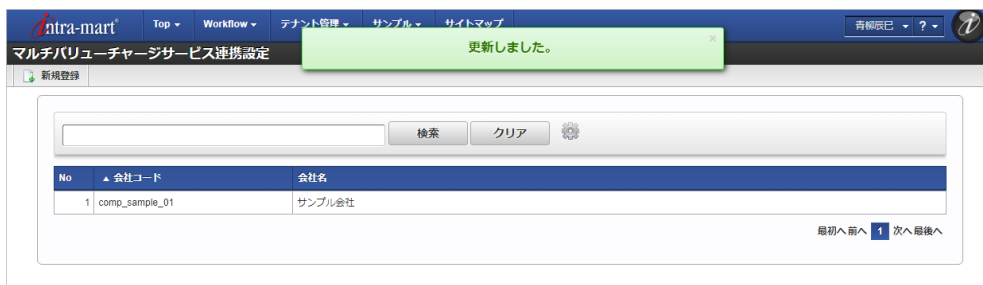 intra-mart® Top Workflow テナント管理 サンプル サイトマップ 青柳辰巳 ?
更新しました。 ×
マルチバリューチャージサービス連携設定
新規登録
検索 クリア
No ▲ 会社コード 会社名
1 comp_sample_01 サンプル会社
最初へ 前へ 1 次へ 最後へ